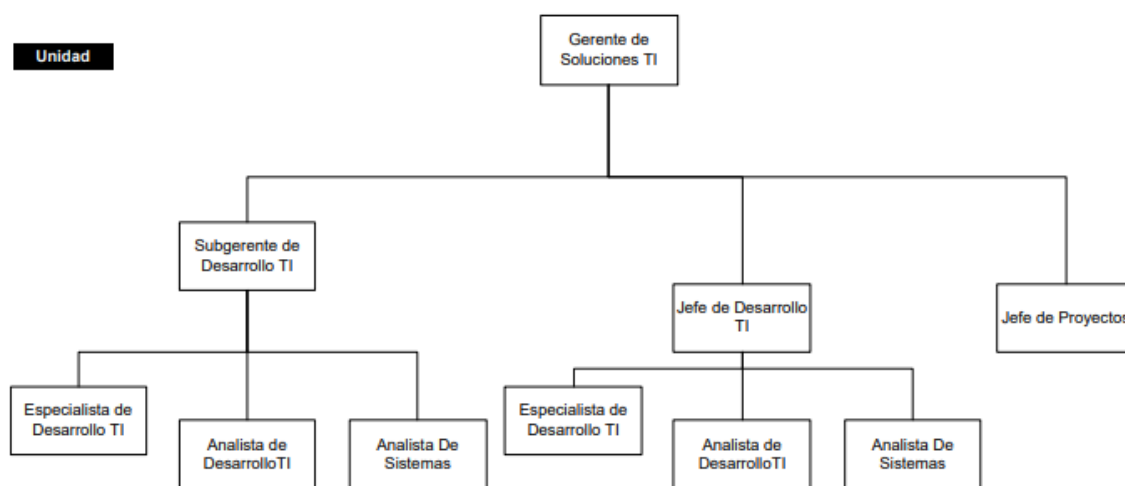 Unidad
Gerente de
Soluciones TI
Subgerente de
Desarrollo TI
Jefe de Desarrollo
TI
Jefe de Proyectos
Especialista de
Desarrollo TI
Analista de
DesarrolloTI
Analista De
Sistemas
Especialista de
Desarrollo TI
Analista de
DesarrolloTI
Analista De
Sistemas